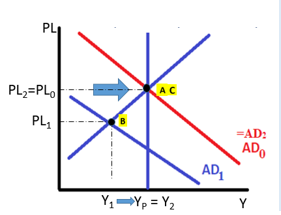 PL
PL₂=PL₀
A C
PL₁
B
=AD₂
AD₀
AD₁
Y₁ Yₚ = Y₂ Y